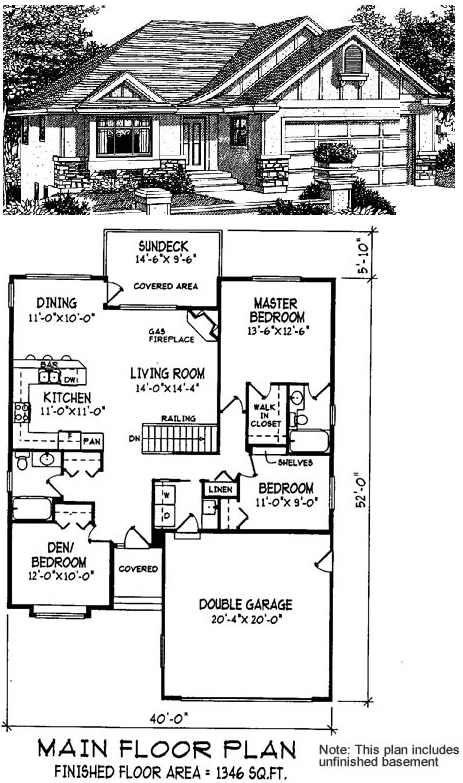 SUNDECK
14'-6" X 9'-6"
COVERED AREA
5'-10"
DINING
11'-0"X10'-0"
MASTER
BEDROOM
13'-6"X12'-6"
GAS
FIREPLACE
BAR
DW
LIVING ROOM
14'-0"X14'-4"
KITCHEN
11'-0"X11'-0"
WALK
IN
CLOSET
RAILING
PAN
DN
SHELVES
BEDROOM
11'-0"X 9'-0"
LINEN
W
D
52'-0"
DEN/
BEDROOM
12'-0"X10'-0"
COVERED
DOUBLE GARAGE
20'-4"X 20'-0"
40'-0"
MAIN FLOOR PLAN
FINISHED FLOOR AREA = 1346 SQ.FT.
Note: This plan includes
unfinished basement